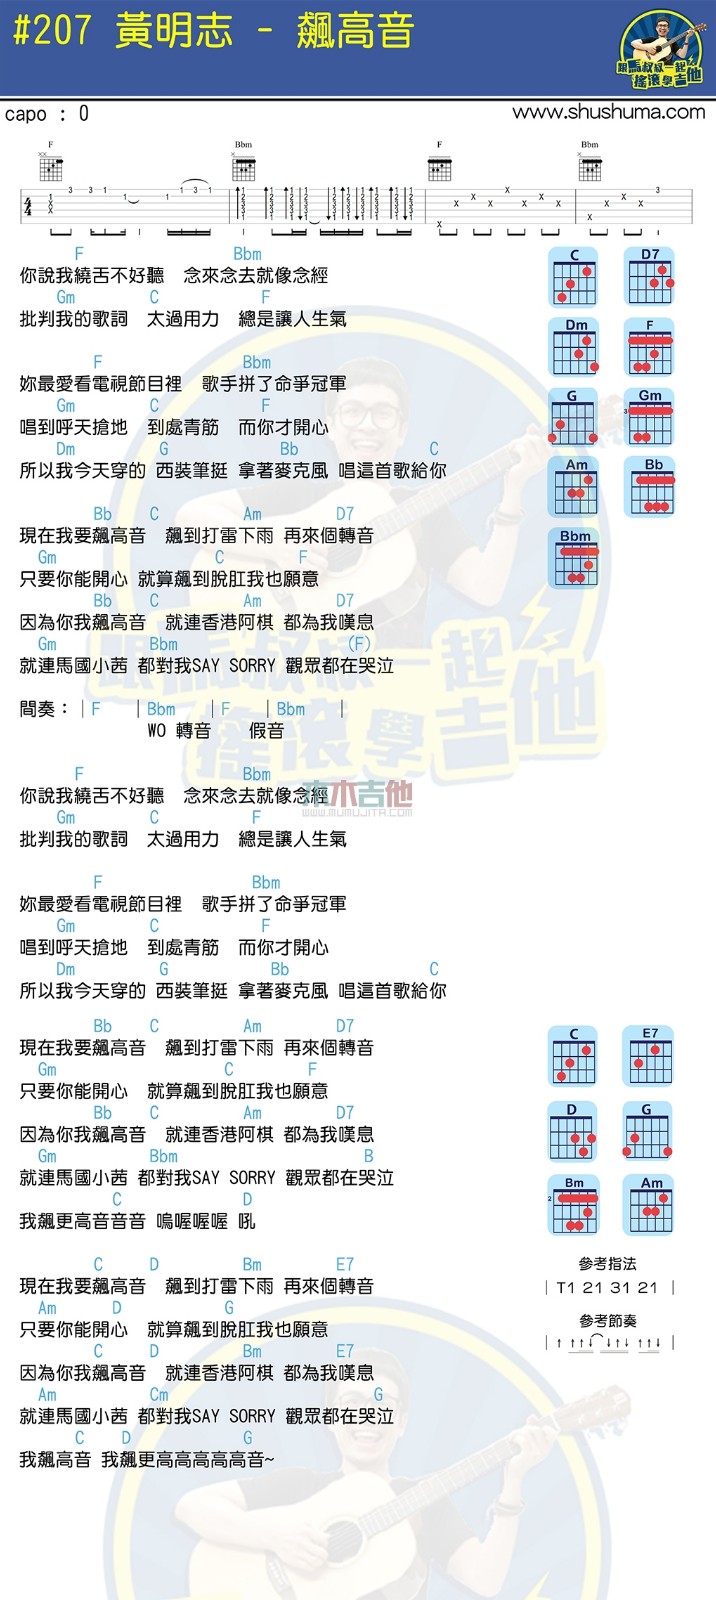 #207 黃明志 - 飆高音
跟馬叔叔一起
搖滾學吉他
capo : 0
www.shushuma.com
F Bbm F Bbm
F Bbm
你說我繞舌不好聽 念來念去就像念經
Gm C F
批判我的歌詞 太過用力 總是讓人生氣
F Bbm
妳最愛看電視節目裡 歌手拼了命爭冠軍
Gm C F
唱到呼天搶地 到處青筋 而你才開心
Dm G Bb C
所以我今天穿的 西裝筆挺 拿著麥克風 唱這首歌給你
Bb C Am D7
現在我要飆高音 飆到打雷下雨 再來個轉音
Gm C F
只要你能開心 就算飆到脫肛我也願意
Bb C Am D7
因為你我飆高音 就連香港阿棋 都為我嘆息
Gm Bbm (F)
就連馬國小茜 都對我SAY SORRY 觀眾都在哭泣
間奏：｜F ｜Bbm ｜F ｜Bbm ｜
WO 轉音 假音
F Bbm
你說我繞舌不好聽 念來念去就像念經
Gm C F
批判我的歌詞 太過用力 總是讓人生氣
F Bbm
妳最愛看電視節目裡 歌手拼了命爭冠軍
Gm C F
唱到呼天搶地 到處青筋 而你才開心
Dm G Bb C
所以我今天穿的 西裝筆挺 拿著麥克風 唱這首歌給你
Bb C Am D7
現在我要飆高音 飆到打雷下雨 再來個轉音
Gm C F
只要你能開心 就算飆到脫肛我也願意
Bb C Am D7
因為你我飆高音 就連香港阿棋 都為我嘆息
Gm Bbm B
就連馬國小茜 都對我SAY SORRY 觀眾都在哭泣
C D
我飆更高音音音 嗚喔喔喔 吼
C D Bm E7
現在我要飆高音 飆到打雷下雨 再來個轉音
Am D G
只要你能開心 就算飆到脫肛我也願意
C D Bm E7
因為你我飆高音 就連香港阿棋 都為我嘆息
Am Cm G
就連馬國小茜 都對我SAY SORRY 觀眾都在哭泣
C D G
我飆高音 我飆更高高高高高音~
C D7
Dm F
G Gm
3
Am Bb
Bbm
木木吉他
WWW.MUMUJITA.COM
C E7
D G
Bm Am
2
參考指法
｜T1 21 31 21｜
參考節奏